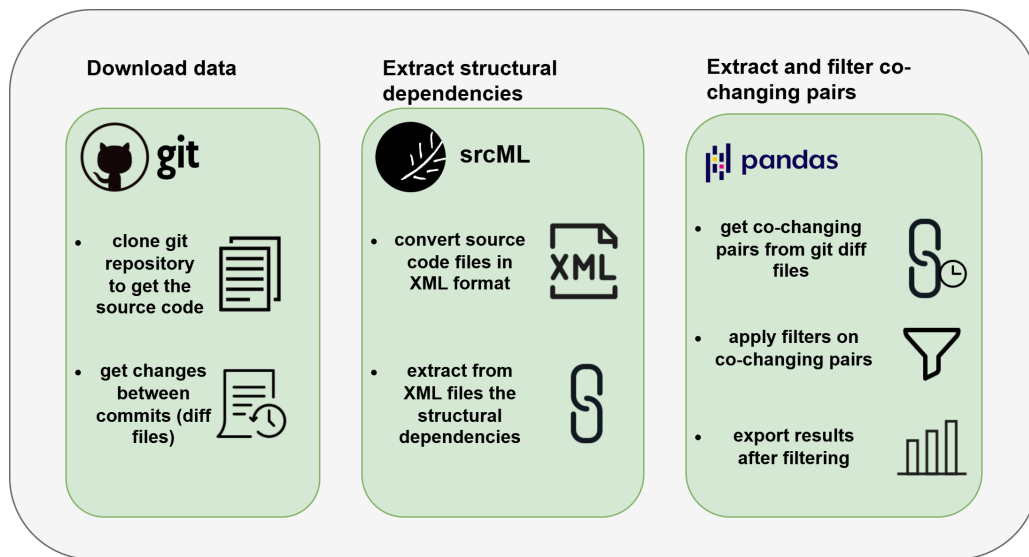 Download data
git
• clone git
repository
to get the
source code
• get changes
between
commits (diff
files)
Extract structural
dependencies
srcML
• convert source
code files in
XML format
XML
• extract from
XML files the
structural
dependencies
Extract and filter co-
changing pairs
pandas
• get co-changing
pairs from git diff
files
• apply filters on
co-changing pairs
• export results
after filtering